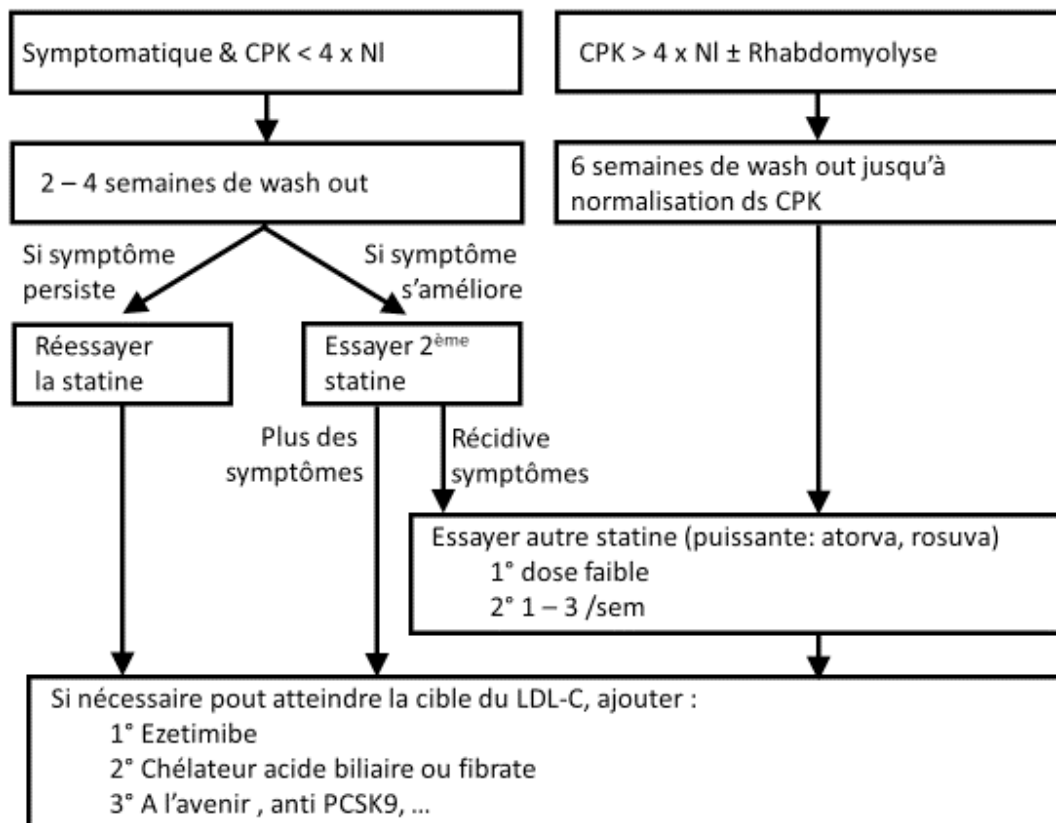 Symptomatique & CPK < 4 x Nl
CPK > 4 x Nl ± Rhabdomyolyse
2 – 4 semaines de wash out
6 semaines de wash out jusqu'à
normalisation ds CPK
Si symptôme
persiste
Si symptôme
s'améliore
Réessayer
la statine
Essayer 2ème
statine
Plus des
symptômes
Récidive
symptômes
Essayer autre statine (puissante: atorva, rosuva)
1° dose faible
2° 1 – 3 /sem
Si nécessaire pout atteindre la cible du LDL-C, ajouter :
1° Ezetimibe
2° Chélateur acide biliaire ou fibrate
3° A l'avenir , anti PCSK9, ...